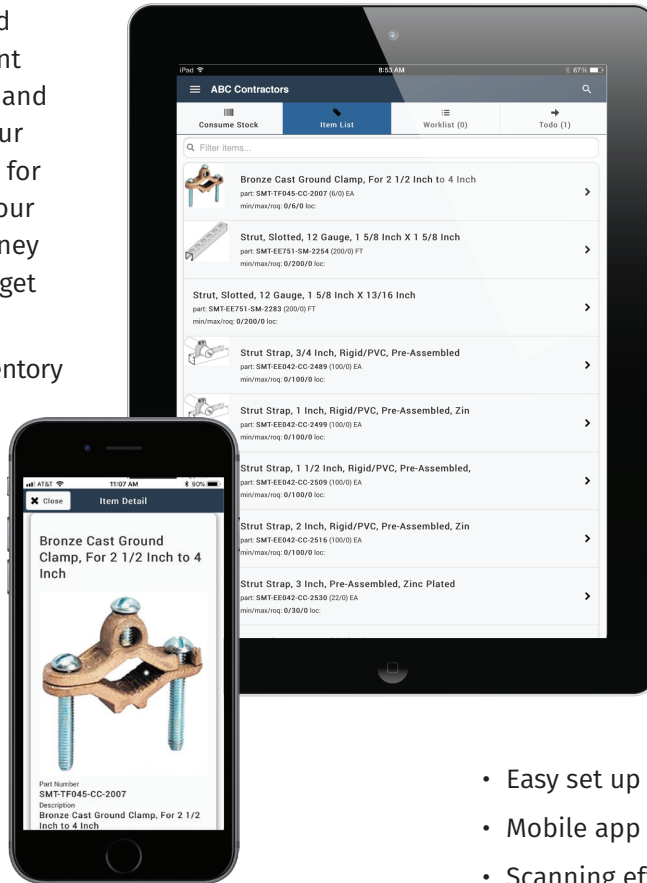 d
nt
and
ur
for
our
ney
get
entory
iPad
8:53 AM
67%
ABC Contractors
Consume Stock
Item List
Worklist (0)
Todo (1)
Filter items...
Bronze Cast Ground Clamp, For 2 1/2 Inch to 4 Inch
part: SMT-TF045-CC-2007 (6/0) EA
min/max/roq: 0/6/0 loc:
Strut, Slotted, 12 Gauge, 1 5/8 Inch X 1 5/8 Inch
part: SMT-EE751-SM-2254 (200/0) FT
min/max/roq: 0/200/0 loc:
Strut, Slotted, 12 Gauge, 1 5/8 Inch X 13/16 Inch
part: SMT-EE751-SM-2283 (200/0) FT
min/max/roq: 0/200/0 loc:
Strut Strap, 3/4 Inch, Rigid/PVC, Pre-Assembled
part: SMT-EE042-CC-2489 (100/0) EA
min/max/roq: 0/100/0 loc:
Strut Strap, 1 Inch, Rigid/PVC, Pre-Assembled, Zin
part: SMT-EE042-CC-2499 (100/0) EA
min/max/roq: 0/100/0 loc:
Strut Strap, 1 1/2 Inch, Rigid/PVC, Pre-Assembled,
part: SMT-EE042-CC-2509 (100/0) EA
min/max/roq: 0/100/0 loc:
Strut Strap, 2 Inch, Rigid/PVC, Pre-Assembled, Zin
part: SMT-EE042-CC-2516 (100/0) EA
min/max/roq: 0/100/0 loc:
Strut Strap, 3 Inch, Pre-Assembled, Zinc Plated
part: SMT-EE042-CC-2530 (22/0) EA
min/max/roq: 0/30/0 loc:
AT&T
11:07 AM
90%
Close
Item Detail
Bronze Cast Ground
Clamp, For 2 1/2 Inch to 4
Inch
Part Number
SMT-TF045-CC-2007
Description
Bronze Cast Ground Clamp, For 2 1/2
Inch to 4 Inch
• Easy set up
• Mobile app
• Scanning ef